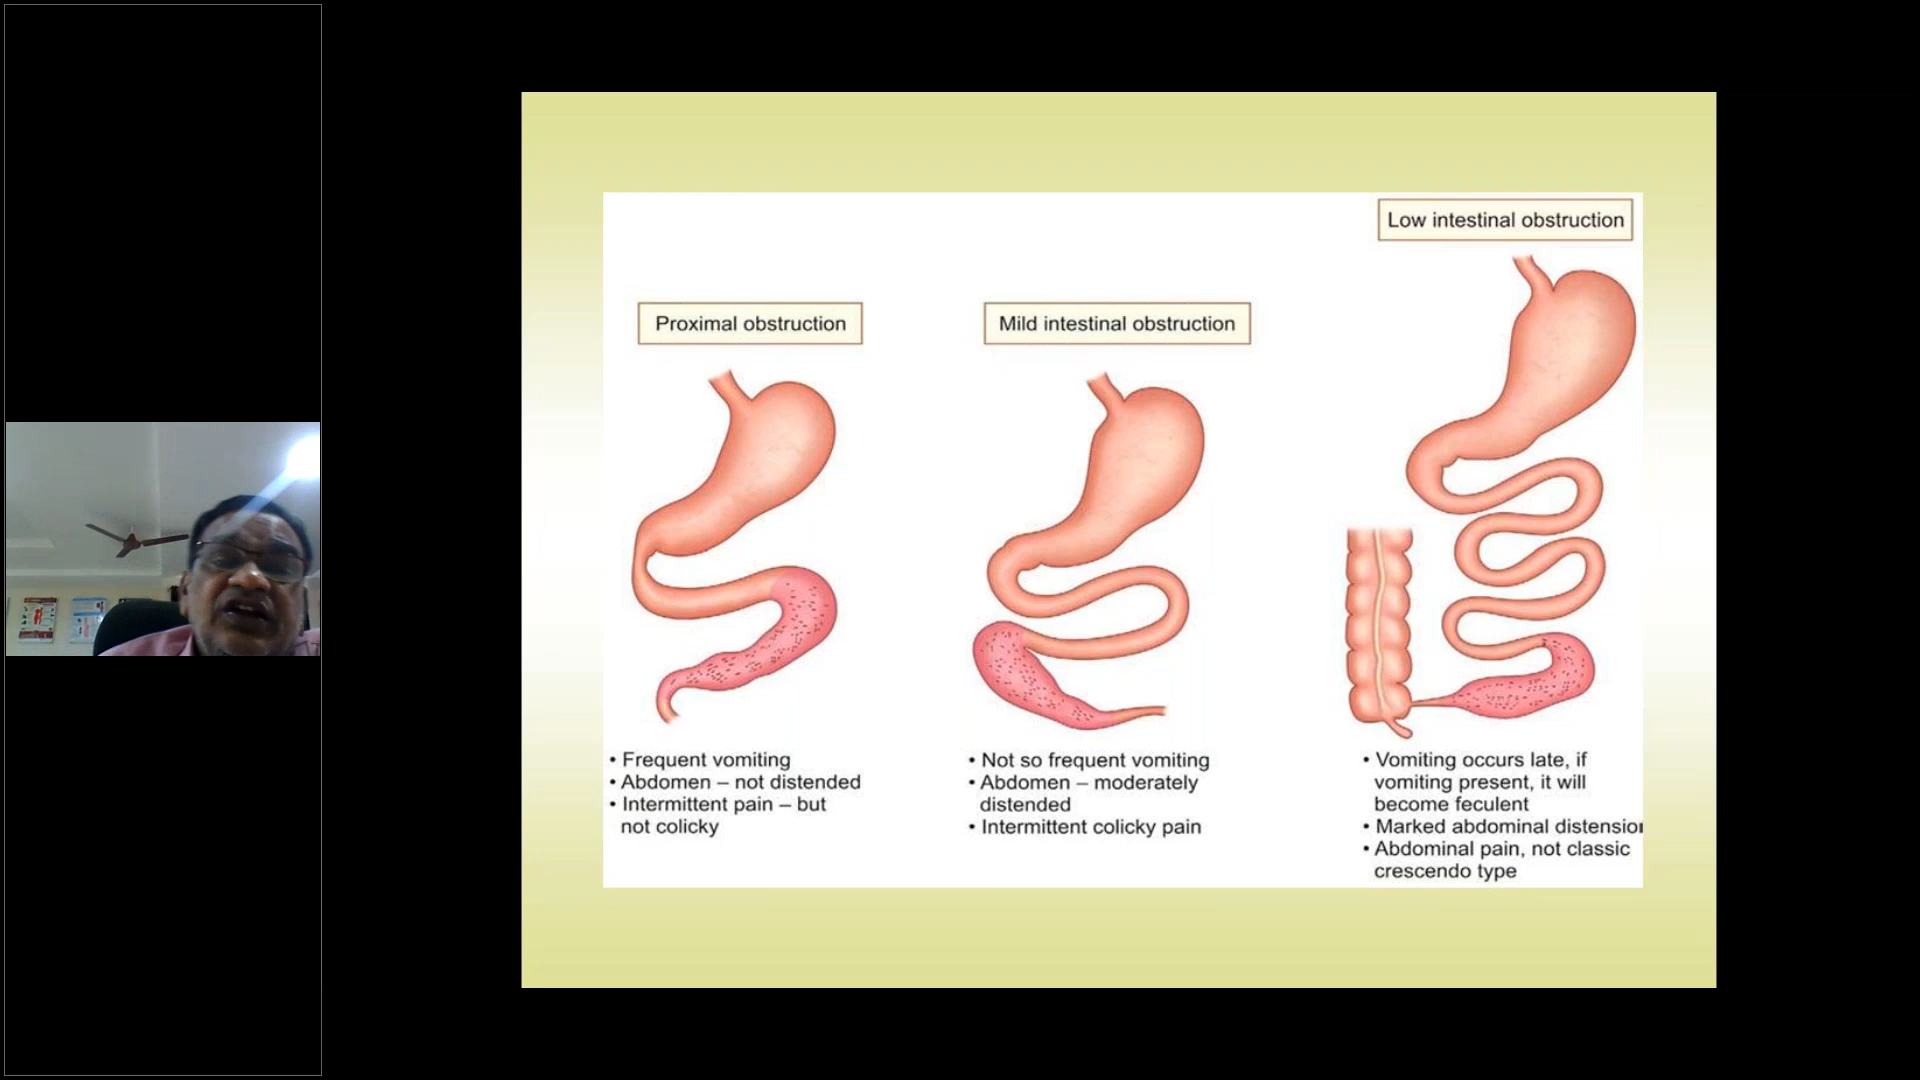 Low intestinal obstruction
Proximal obstruction
Mild intestinal obstruction
• Frequent vomiting
• Abdomen – not distended
• Intermittent pain – but
not colicky
• Not so frequent vomiting
• Abdomen – moderately
distended
• Intermittent colicky pain
• Vomiting occurs late, if
vomiting present, it will
become feculent
• Marked abdominal distension
• Abdominal pain, not classic
crescendo type